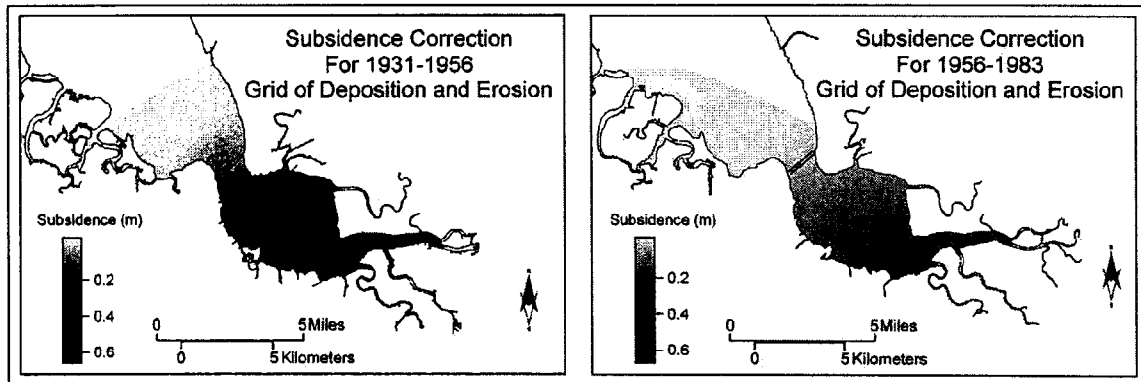 Subsidence Correction
For 1931-1956
Grid of Deposition and Erosion
Subsidence (m)
0.2
0.4
0.6
0 5 Miles
0 5 Kilometers
Subsidence Correction
For 1956-1983
Grid of Deposition and Erosion
Subsidence (m)
0.2
0.4
0.6
0 5 Miles
0 5 Kilometers